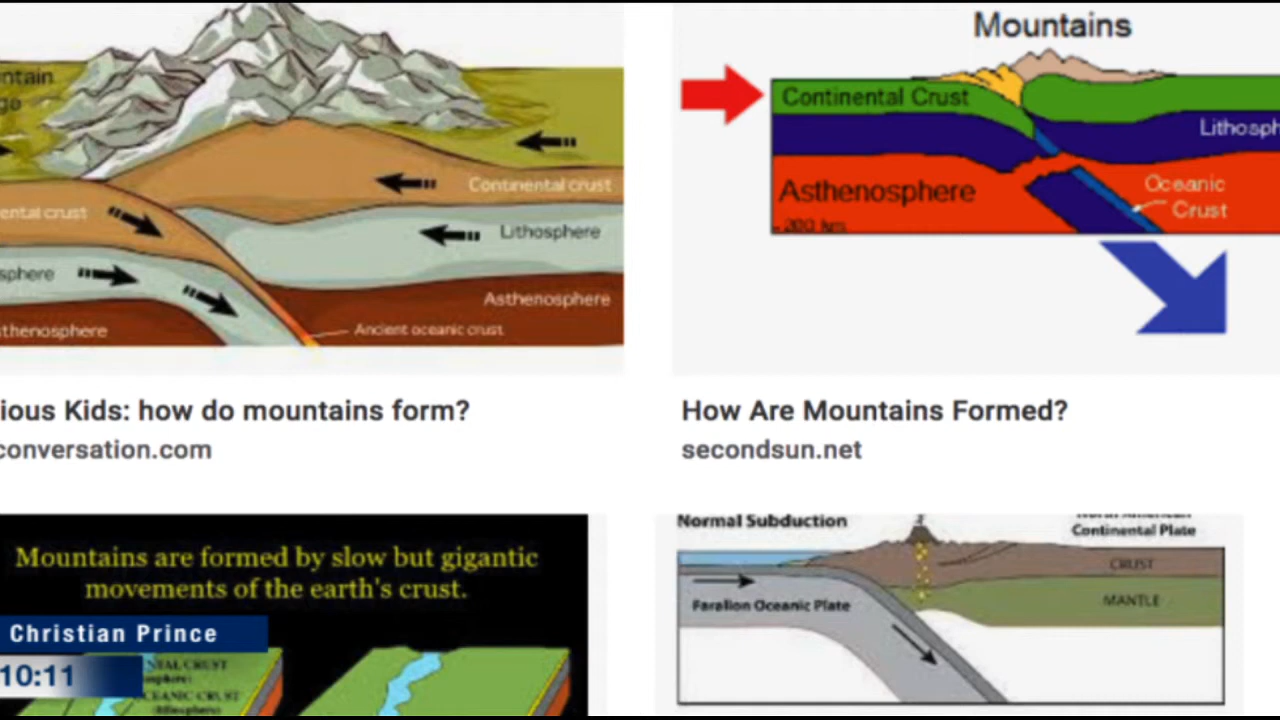 ntain
Continental crust
ental crust
Lithosphere
sphere
Asthenosphere
sthenosphere
Ancient oceanic crust
Mountains
Continental Crust
Lithosph
Asthenosphere
Oceanic
Crust
ious Kids: how do mountains form?
conversation.com
How Are Mountains Formed?
secondsun.net
Mountains are formed by slow but gigantic
movements of the earth's crust.
Christian Prince
10:11
Normal Subduction
Continental Plate
CRUST
MANTLE
Farallon Oceanic Plate